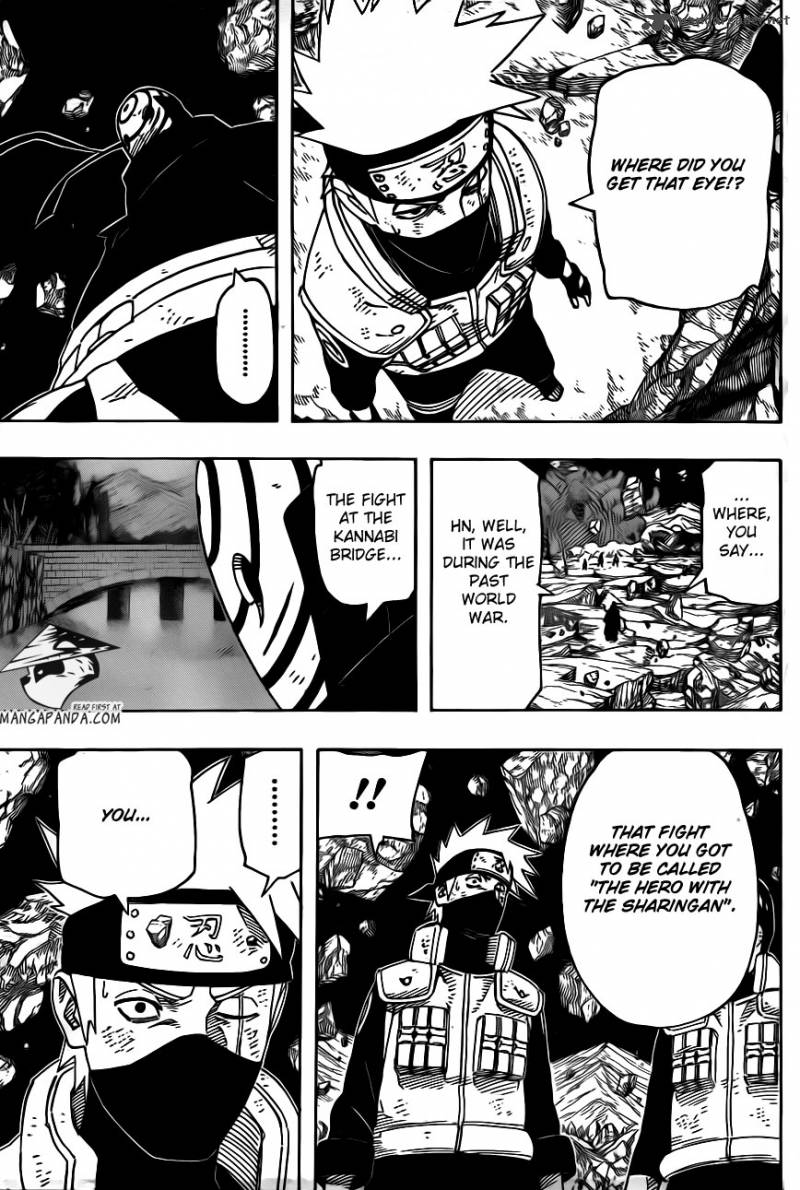 WHERE DID YOU
GET THAT EYE!?
.........
...
WHERE,
YOU
SAY...
HN, WELL,
IT WAS
DURING THE
PAST
WORLD
WAR.
THE FIGHT
AT THE
KANNABI
BRIDGE...
READ FIRST AT
MANGAPANDA.COM
THAT FIGHT
WHERE YOU GOT
TO BE CALLED
"THE HERO WITH
THE SHARINGAN".
!!
.........
YOU...
忍